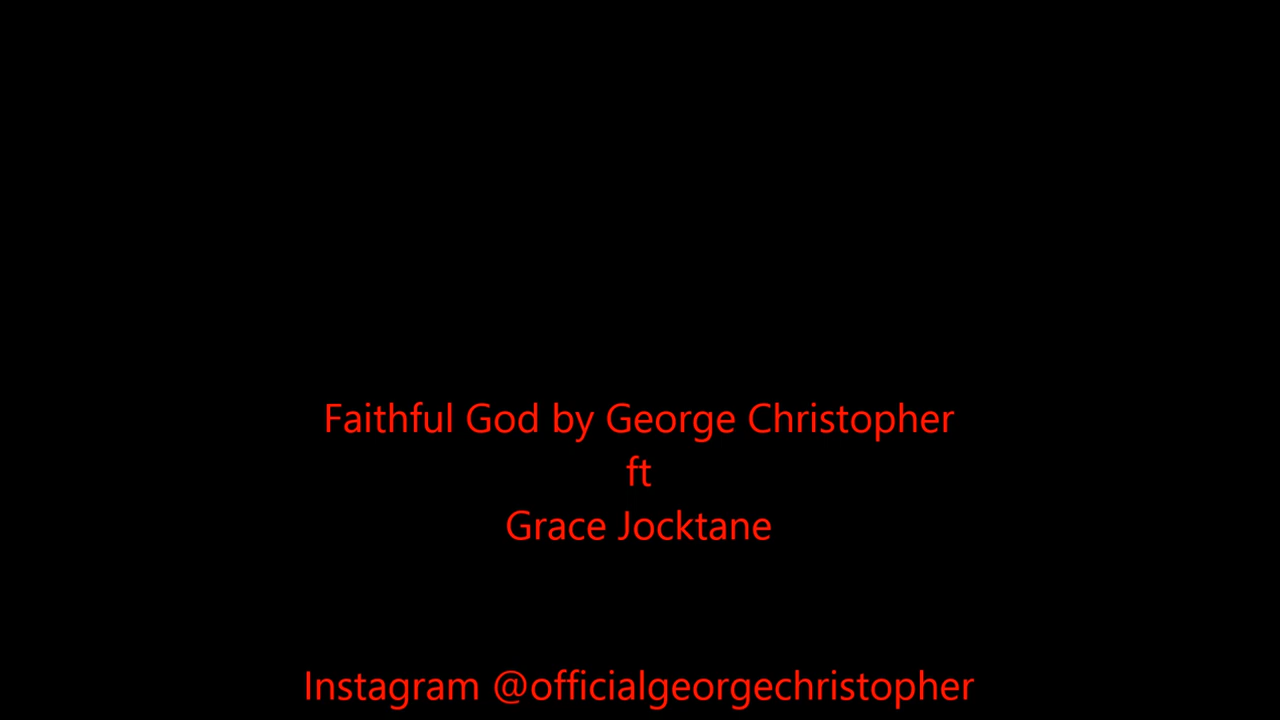 Faithful God by George Christopher
ft
Grace Jocktane
Instagram @officialgeorgechristopher